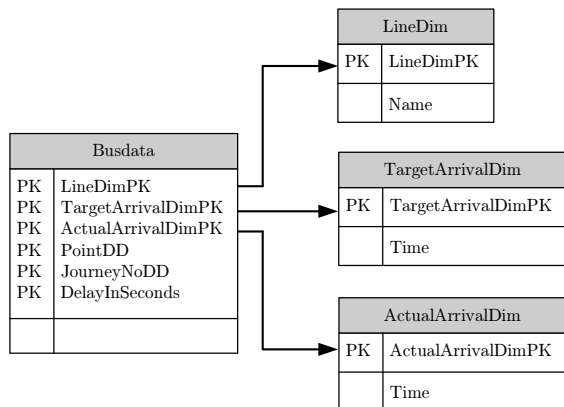 LineDim
PK LineDimPK
Name
Busdata
PK LineDimPK
PK TargetArrivalDimPK
PK ActualArrivalDimPK
PK PointDD
PK JourneyNoDD
PK DelayInSeconds
TargetArrivalDim
PK TargetArrivalDimPK
Time
ActualArrivalDim
PK ActualArrivalDimPK
Time